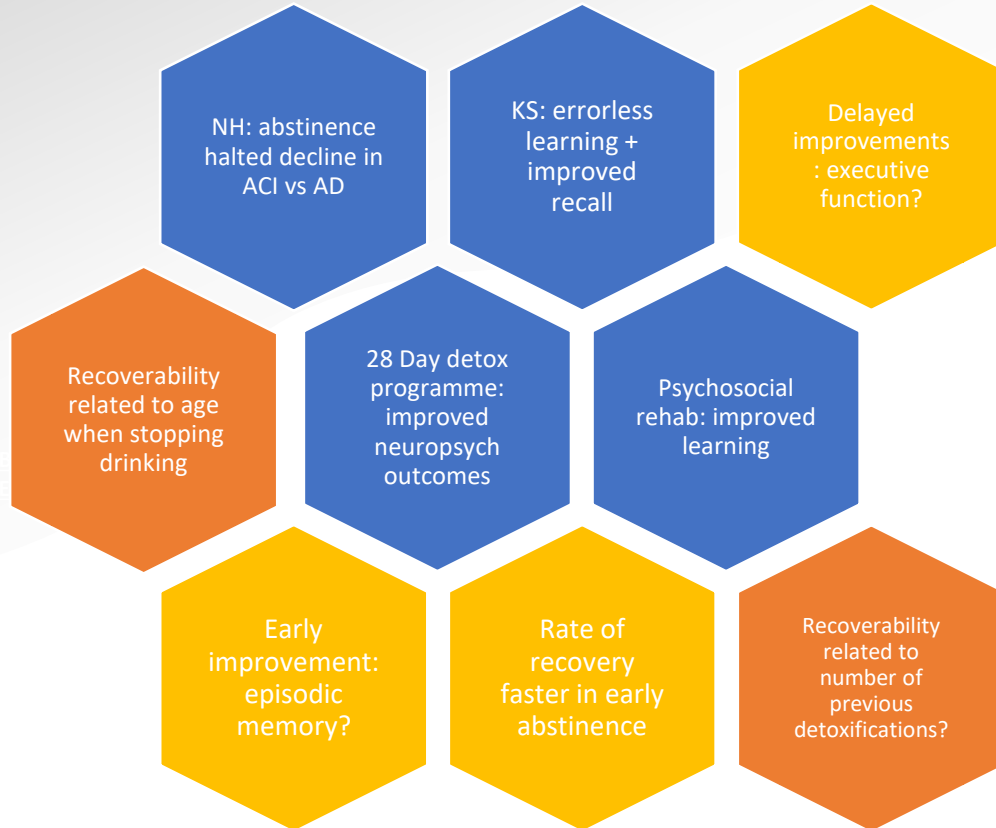 NH: abstinence
halted decline in
ACI vs AD
KS: errorless
learning +
improved
recall
Delayed
improvements
: executive
function?
Recoverability
related to age
when stopping
drinking
28 Day detox
programme:
improved
neuropsych
outcomes
Psychosocial
rehab: improved
learning
Early
improvement:
episodic
memory?
Rate of
recovery
faster in early
abstinence
Recoverability
related to
number of
previous
detoxifications?